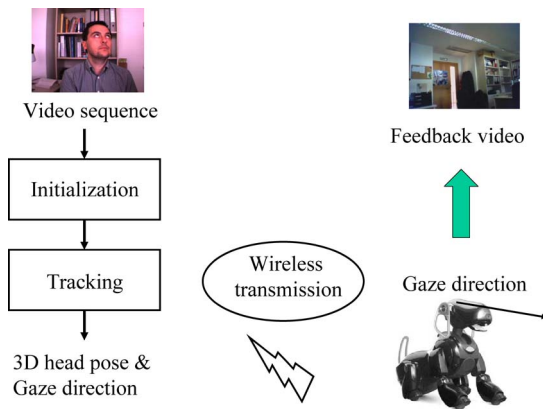 Video sequence
Initialization
Tracking
3D head pose &
Gaze direction
Wireless
transmission
Feedback video
Gaze direction